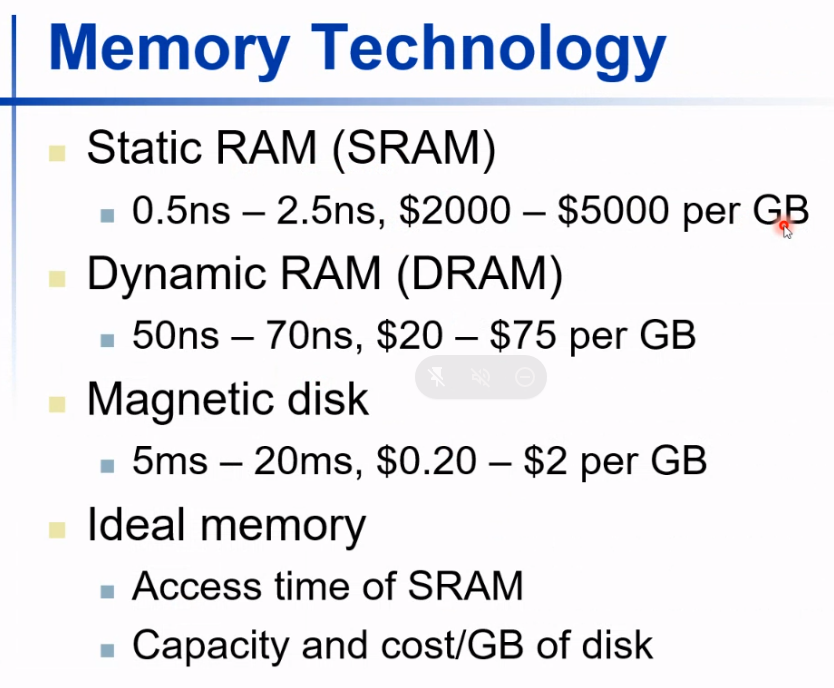 Memory Technology
Static RAM (SRAM)
0.5ns – 2.5ns, $2000 – $5000 per GB
Dynamic RAM (DRAM)
50ns – 70ns, $20 – $75 per GB
Magnetic disk
5ms – 20ms, $0.20 – $2 per GB
Ideal memory
Access time of SRAM
Capacity and cost/GB of disk